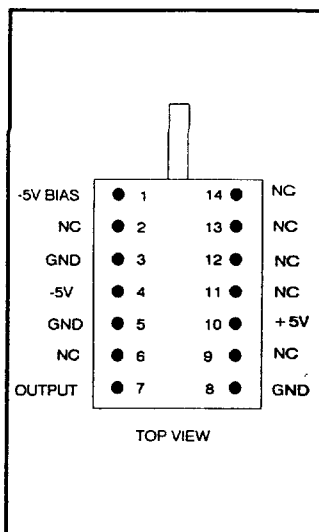 -5V BIAS 1 14 NC
NC 2 13 NC
GND 3 12 NC
-5V 4 11 NC
GND 5 10 +5V
NC 6 9 NC
OUTPUT 7 8 GND
TOP VIEW